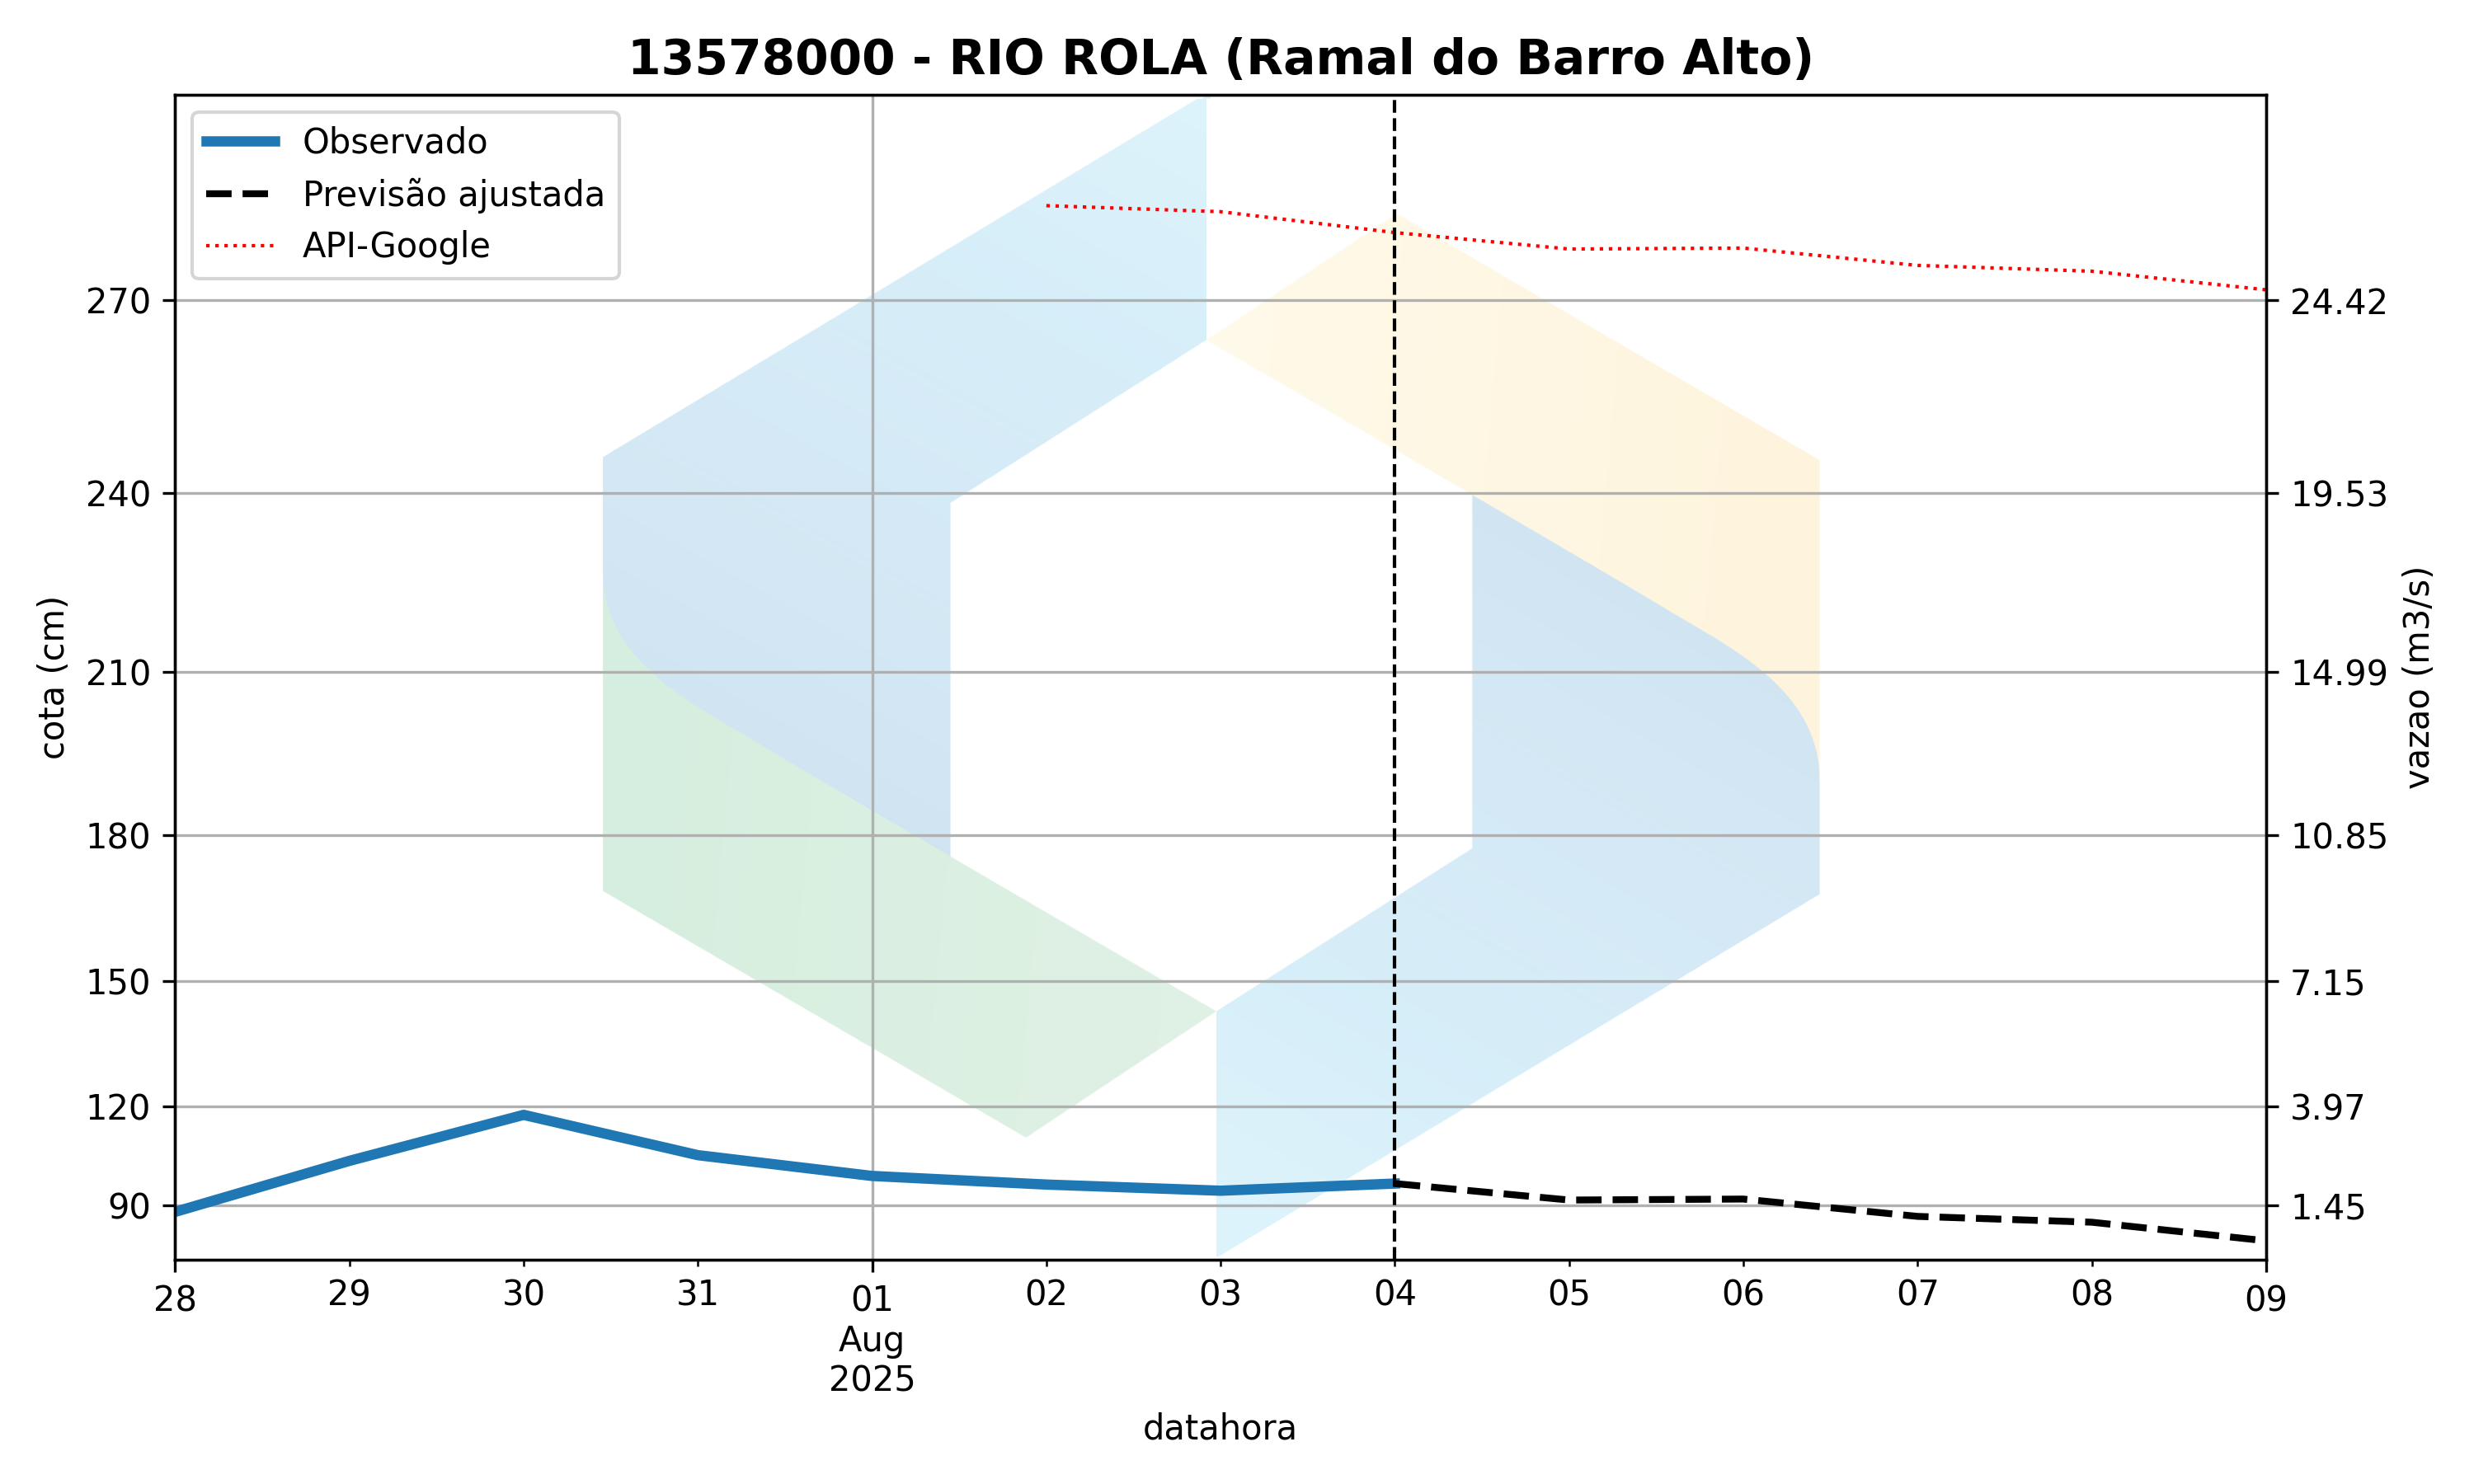 13578000 - RIO ROLA (Ramal do Barro Alto)
Observado
Previsão ajustada
API-Google
270
240
210
180
150
120
90
cota (cm)
24.42
19.53
14.99
10.85
7.15
3.97
1.45
vazao (m3/s)
28 29 30 31 01 02 03 04 05 06 07 08 09
Aug
2025
datahora